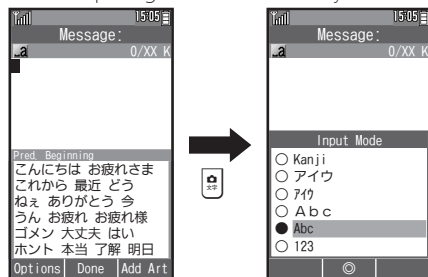 15:05
Message:
a 0/XX K
Pred. Beginning
こんにちは お疲れさま
これから 最近 どう
ねぇ ありがとう 今
うん お疲れ お疲れ様
ゴメン 大丈夫 はい
ホント 本当 了解 明日
Options Done Add Art
文字
15:05
Message:
a 0/XX K
Input Mode
Kanji
アイウ
ｱｲｳ
Ａｂｃ
Abc
123